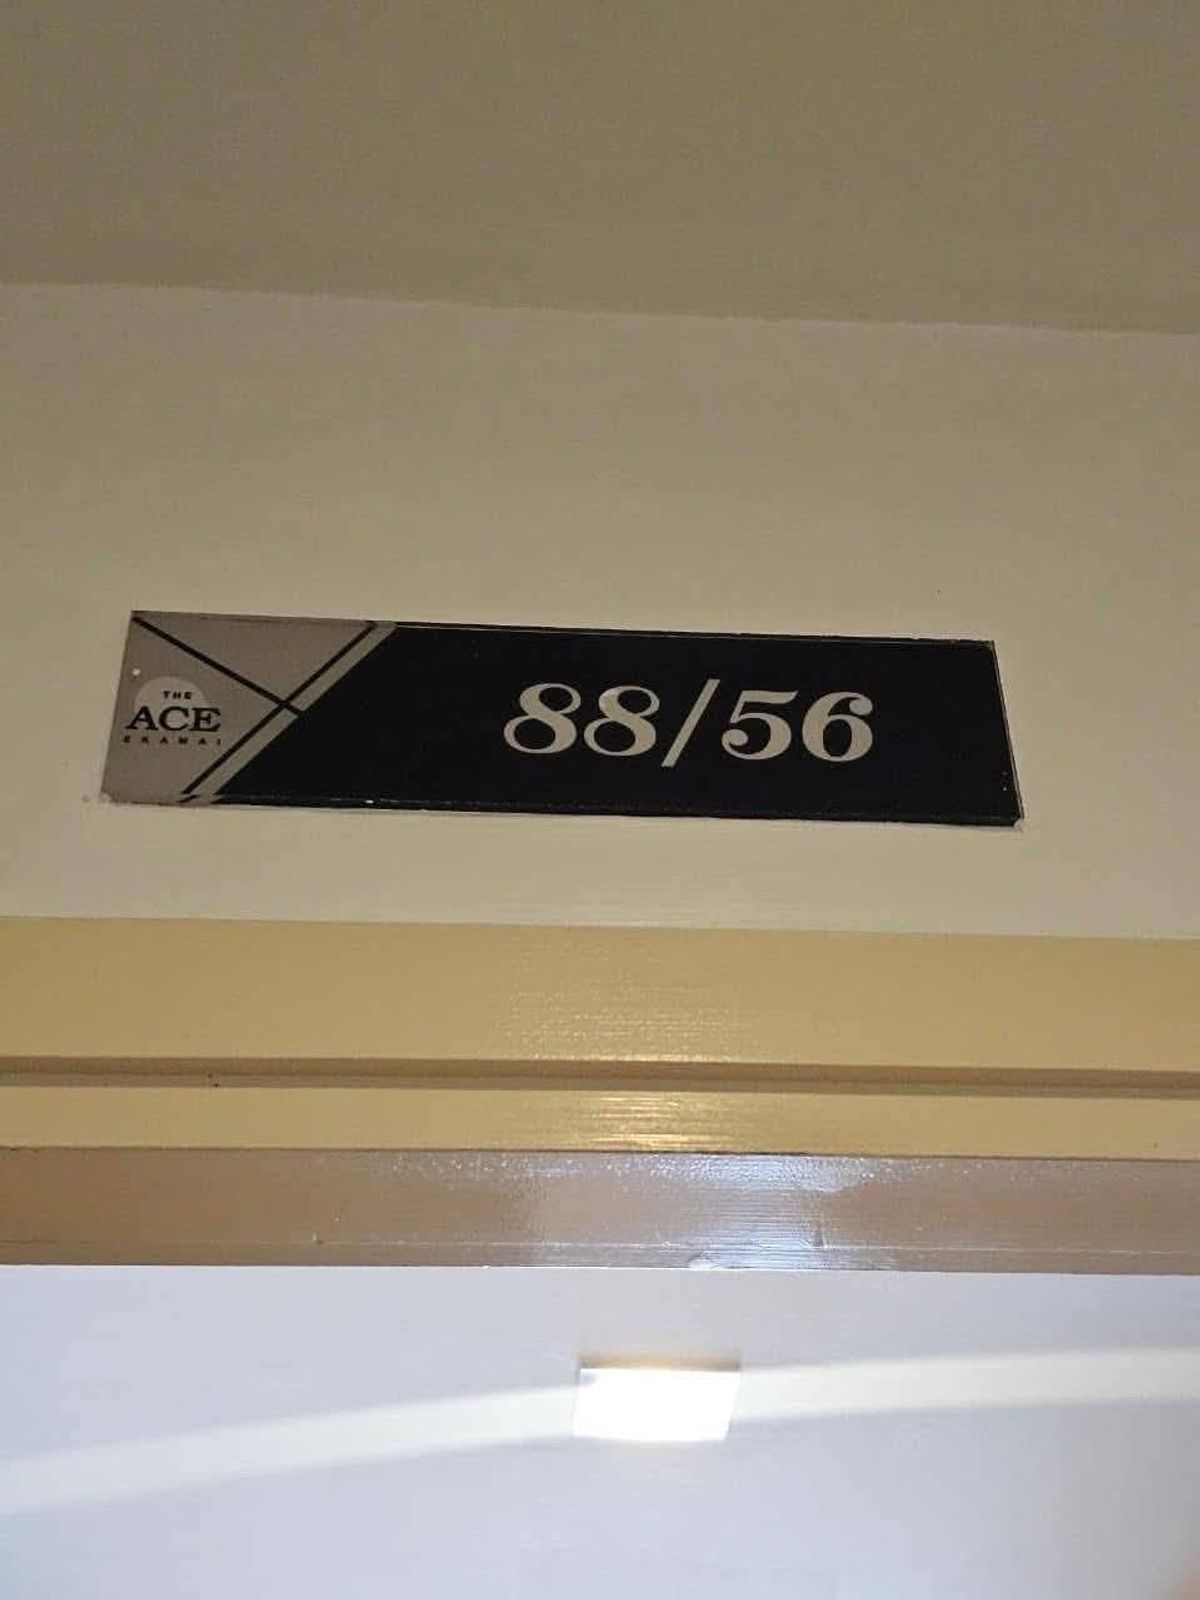 THE
ACE
EKAMAI
88/56